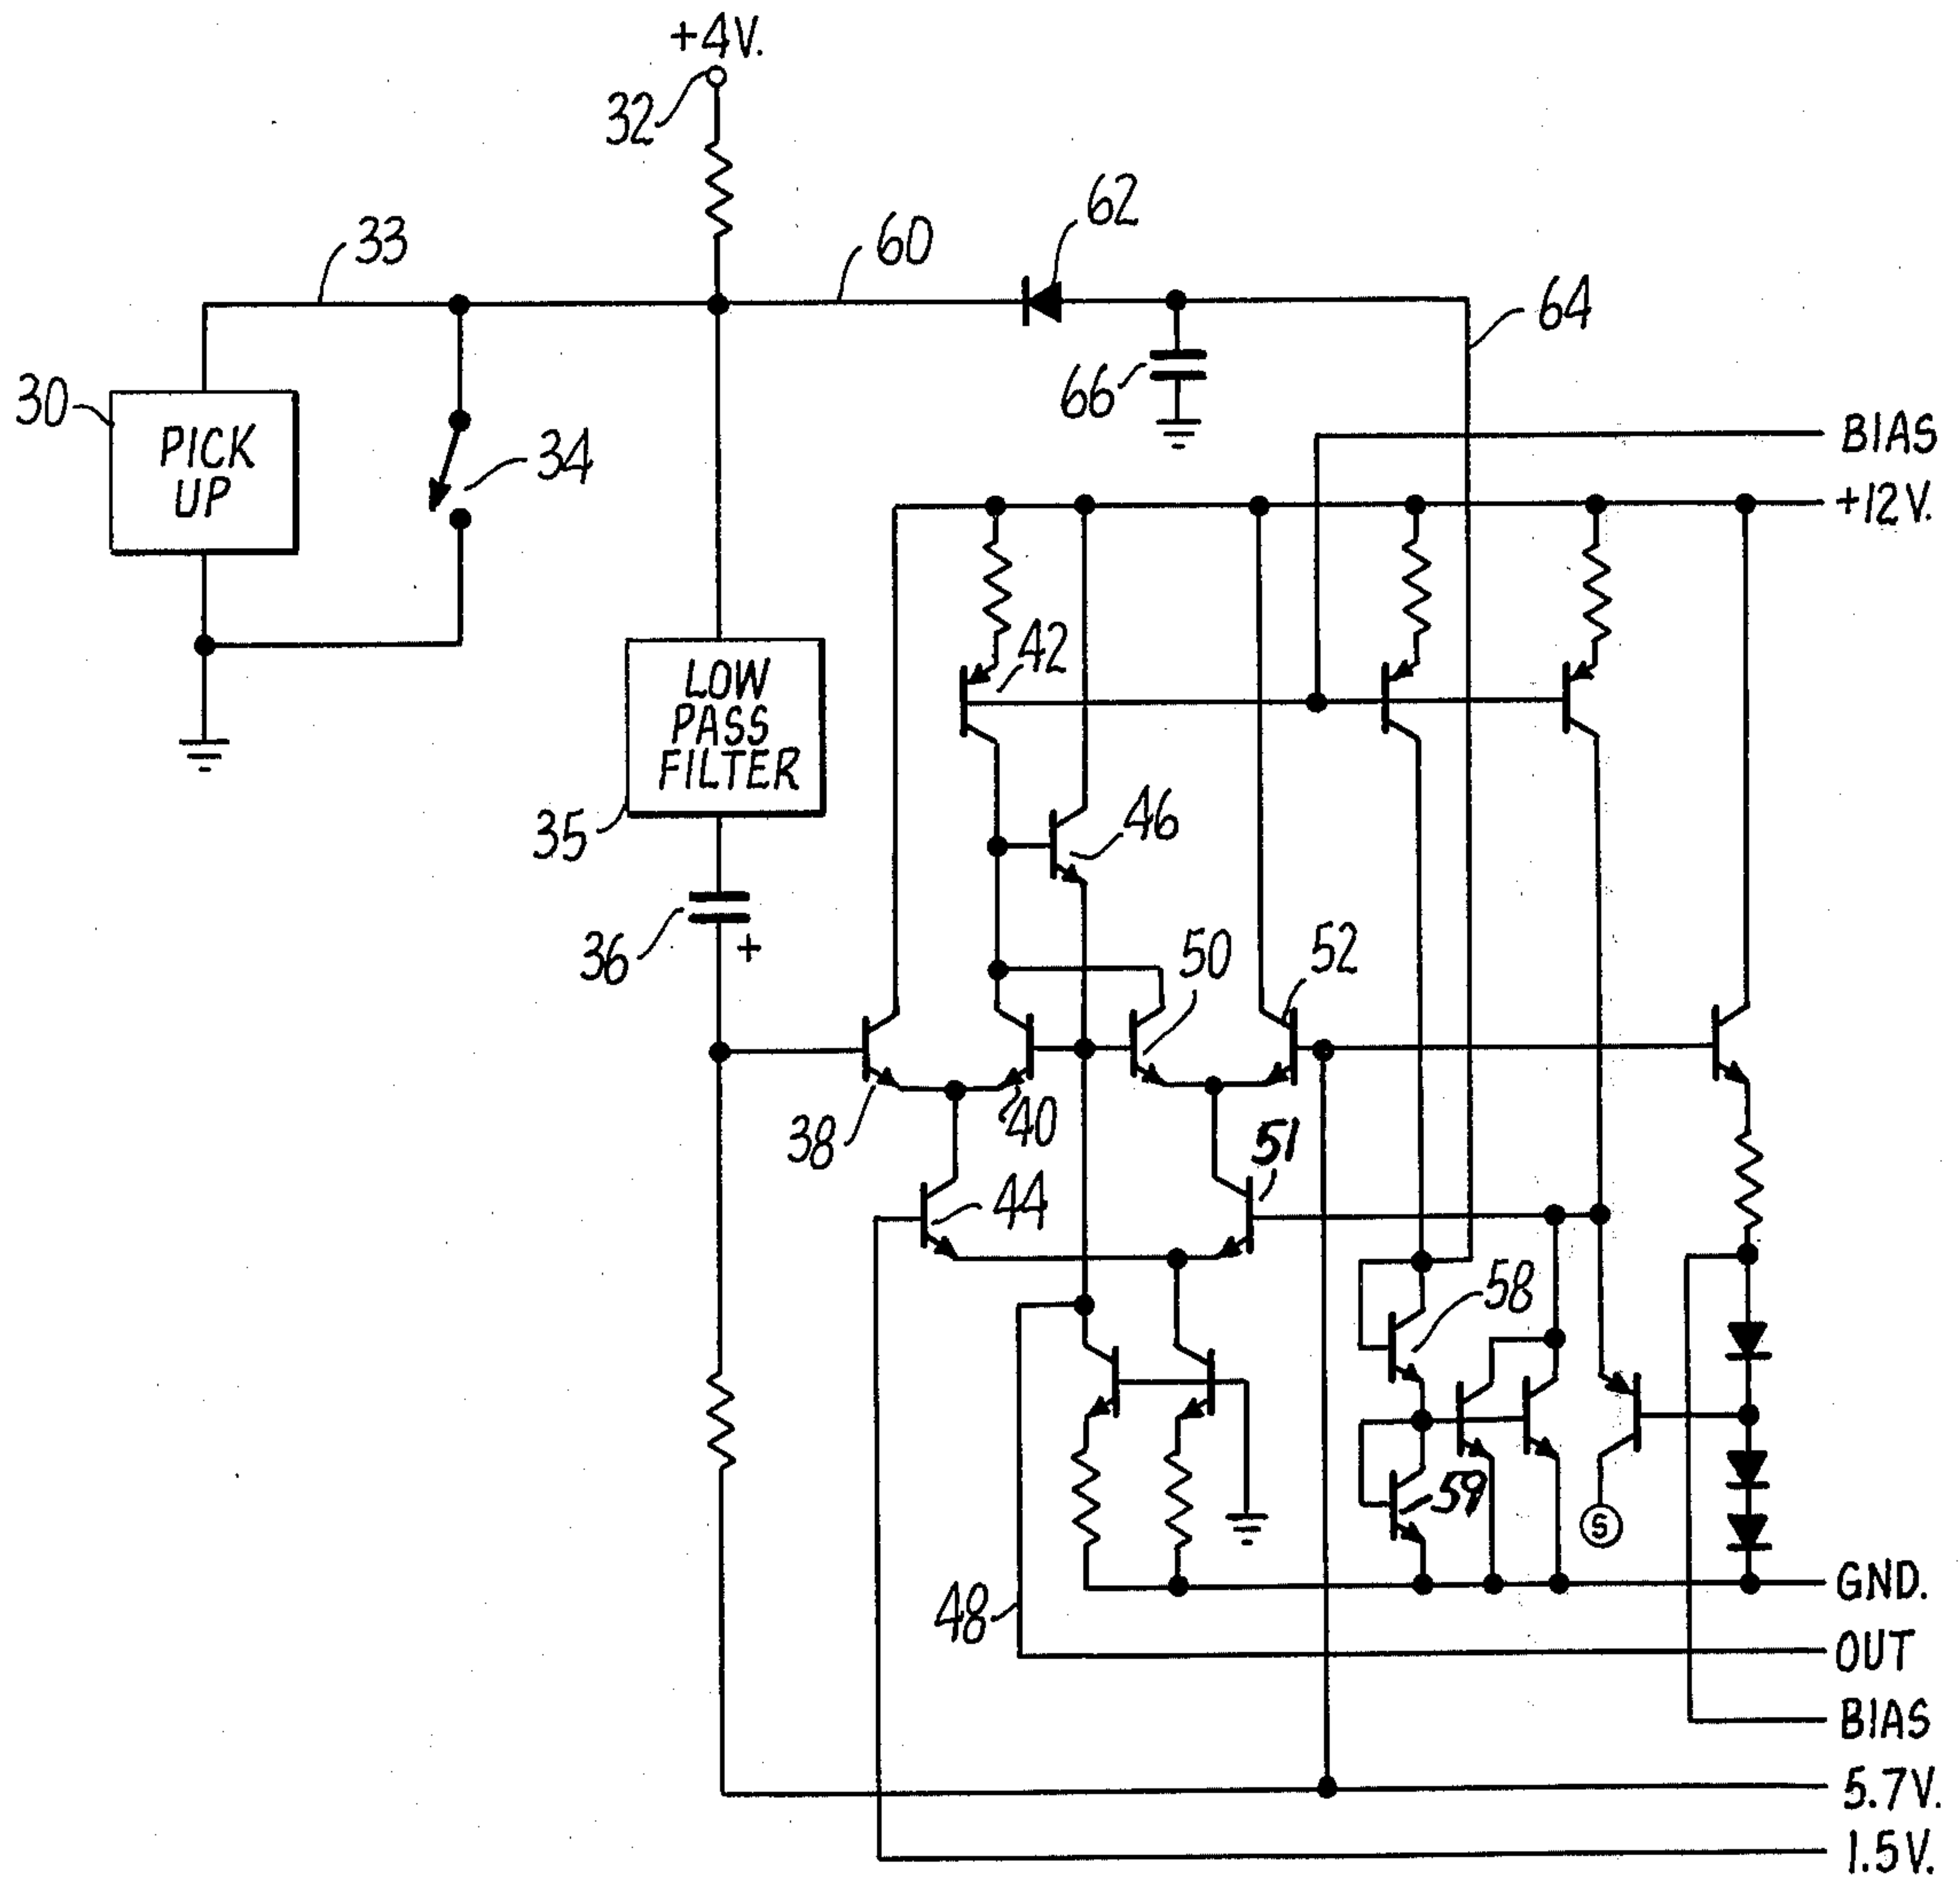 +4V.
32
62
33
60
64
30
PICK
UP
34
66
BIAS
+12V.
42
LOW
PASS
FILTER
35
46
36
+
50
52
38
40
51
44
58
59
S
48
GND.
OUT
BIAS
5.7V.
1.5V.